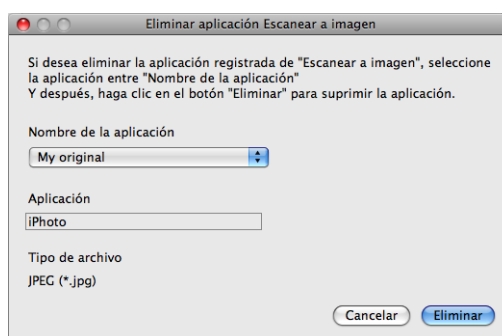 Eliminar aplicación Escanear a imagen
Si desea eliminar la aplicación registrada de "Escanear a imagen", seleccione
la aplicación entre "Nombre de la aplicación"
Y después, haga clic en el botón "Eliminar" para suprimir la aplicación.
Nombre de la aplicación
My original
Aplicación
iPhoto
Tipo de archivo
JPEG (*.jpg)
Cancelar Eliminar